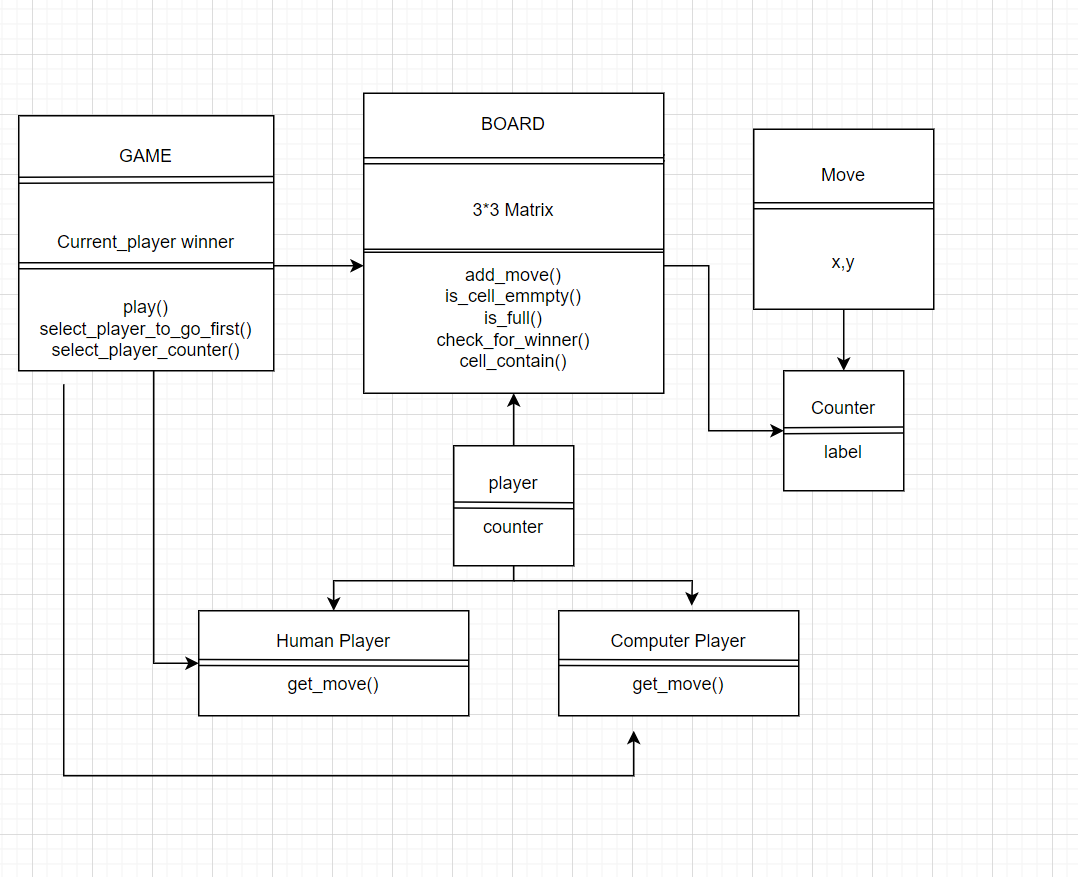 GAME
Current_player winner
play()
select_player_to_go_first()
select_player_counter()
BOARD
3*3 Matrix
add_move()
is_cell_emmpty()
is_full()
check_for_winner()
cell_contain()
Move
x,y
Counter
label
player
counter
Human Player
get_move()
Computer Player
get_move()